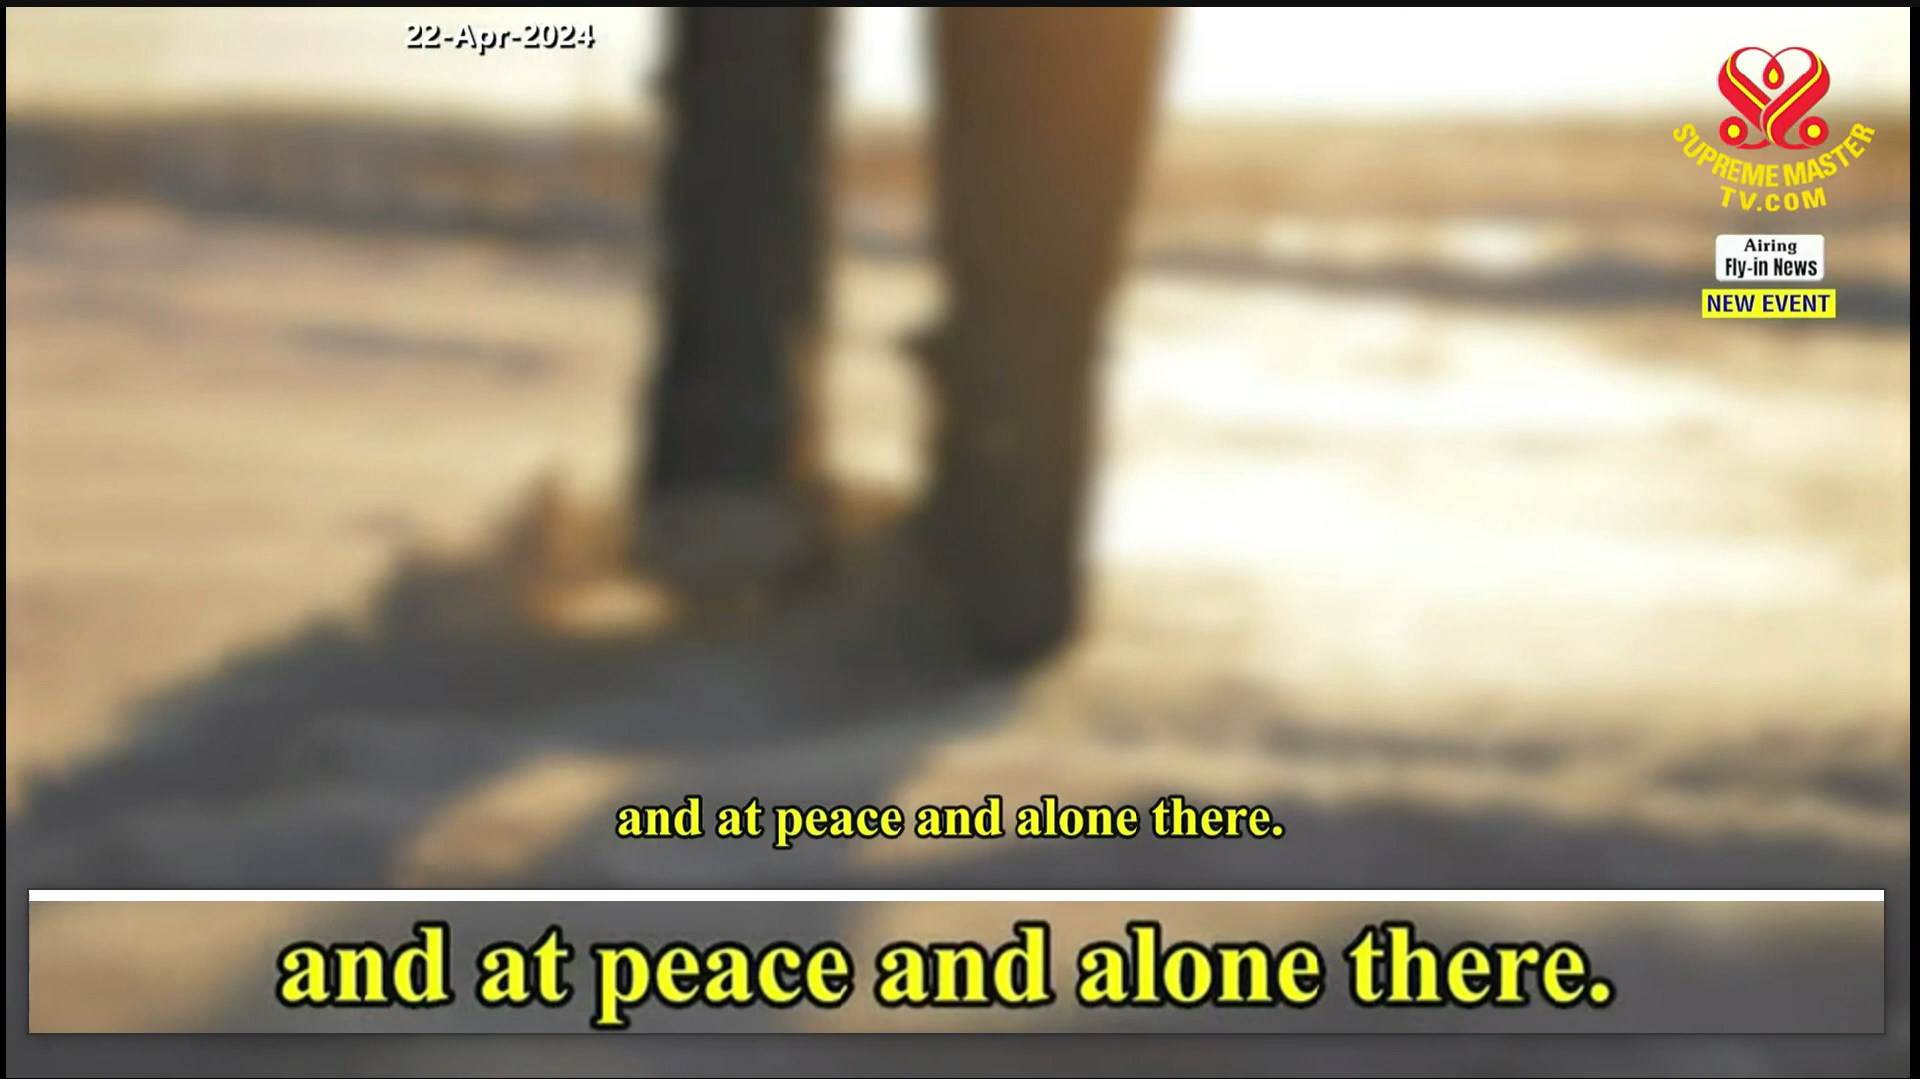 22-Apr-2024
SUPREME MASTER
TV.COM
Airing
Fly-in News
NEW EVENT
and at peace and alone there.
and at peace and alone there.